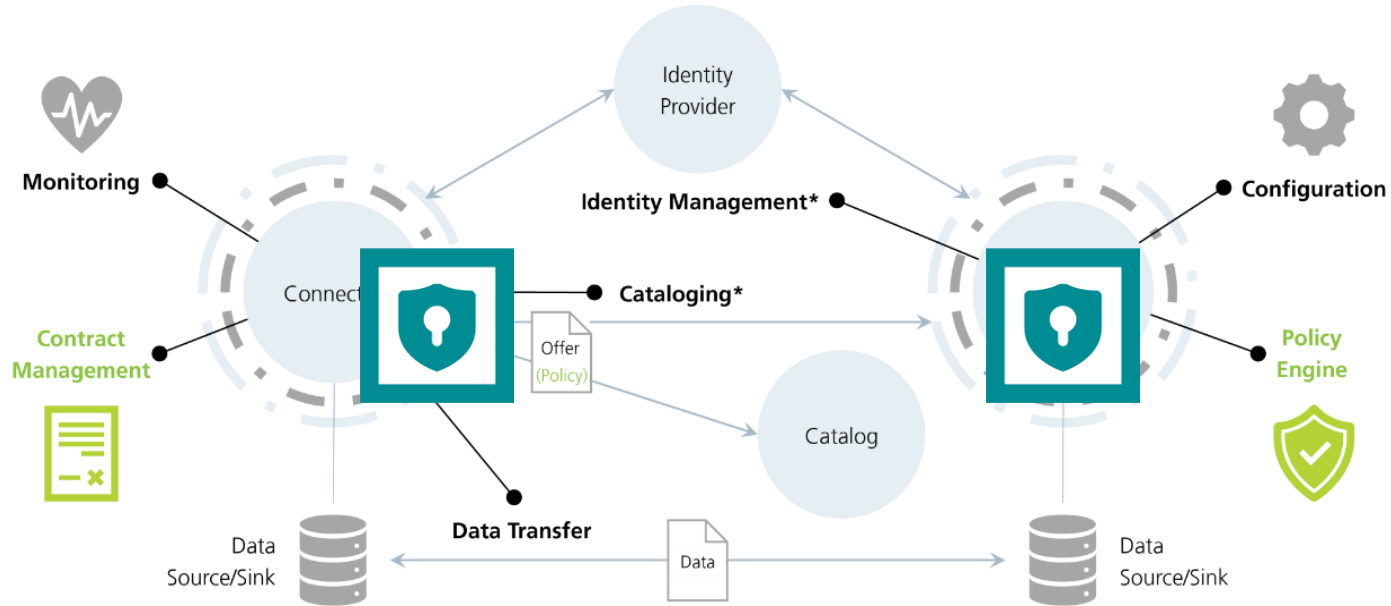 Identity
Provider
Monitoring
Identity Management*
Configuration
Connect
Cataloging*
Contract
Management
Offer
(Policy)
Policy
Engine
Catalog
Data Transfer
Data
Source/Sink
Data
Data
Source/Sink